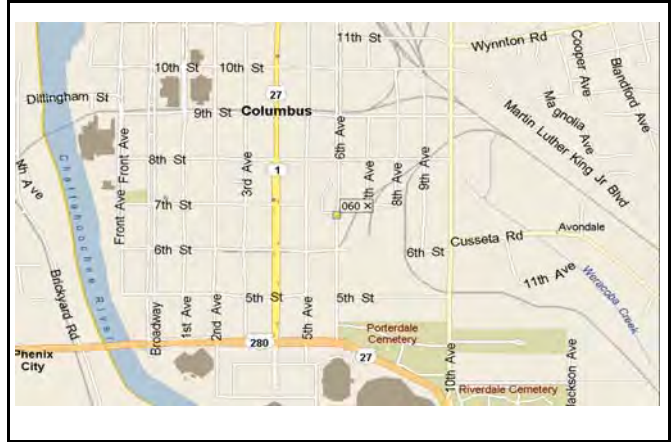 11th St
Wynnton Rd
Cooper Ave
Blandford Ave
10th St
10th St
Dillingham St
27
9th St
Columbus
Magnolia Ave
Martin Luther King Jr Blvd
Front Ave
6th Ave
Chattahoochee River
8th St
3rd Ave
1
8th Ave
9th Ave
Front Ave
7th St
060 ×
6th St
6th St
Cusseta Rd
Avondale
11th Ave
Weracoba Creek
Brickyard Rd
5th St
5th St
Broadway
1st Ave
2nd Ave
5th Ave
280
Porterdale
Cemetery
27
Phenix
City
10th Ave
Riverdale Cemetery
Jackson Ave